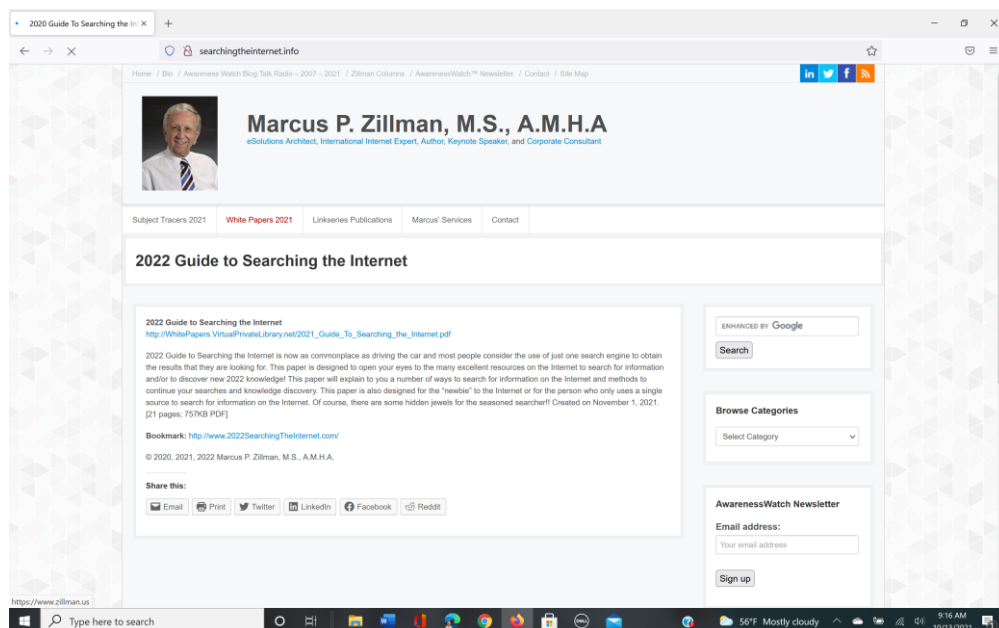 2020 Guide To Searching the In
searchingtheinternet.info
Home / Bio / Awareness Watch Blog Talk Radio – 2007 – 2021 / Zillman Columns / AwarenessWatch™ Newsletter / Contact / Site Map
Marcus P. Zillman, M.S., A.M.H.A
eSolutions Architect, International Internet Expert, Author, Keynote Speaker, and Corporate Consultant
Subject Tracers 2021 White Papers 2021 Linkseries Publications Marcus' Services Contact
2022 Guide to Searching the Internet
2022 Guide to Searching the Internet
http://WhitePapers.VirtualPrivateLibrary.net/2021_Guide_To_Searching_the_Internet.pdf
2022 Guide to Searching the Internet is now as commonplace as driving the car and most people consider the use of just one search engine to obtain
the results that they are looking for. This paper is designed to open your eyes to the many excellent resources on the Internet to search for information
and/or to discover new 2022 knowledge! This paper will explain to you a number of ways to search for information on the Internet and methods to
continue your searches and knowledge discovery. This paper is also designed for the "newbie" to the Internet or for the person who only uses a single
source to search for information on the Internet. Of course, there are some hidden jewels for the seasoned searcher!! Created on November 1, 2021.
[21 pages; 757KB PDF]
Bookmark: http://www.2022SearchingTheInternet.com/
© 2020, 2021, 2022 Marcus P. Zillman, M.S., A.M.H.A.
Share this:
Email Print Twitter LinkedIn Facebook Reddit
ENHANCED BY Google
Search
Browse Categories
Select Category
AwarenessWatch Newsletter
Email address:
Your email address
Sign up
https://www.zillman.us
Type here to search
56°F Mostly cloudy
9:16 AM
10/13/2021